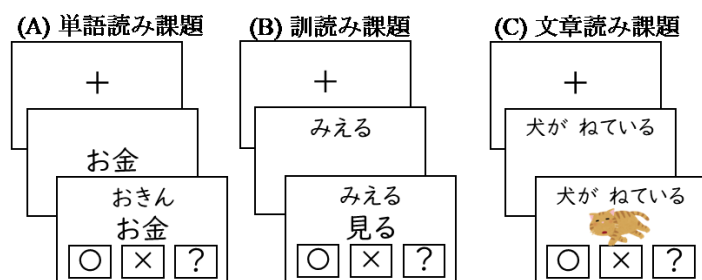 (A) 単語読み課題
+
お金
おきん
お金
○ × ?
(B) 訓読み課題
+
みえる
みえる
見る
○ × ?
(C) 文章読み課題
+
犬が ねている
犬が ねている
○ × ?